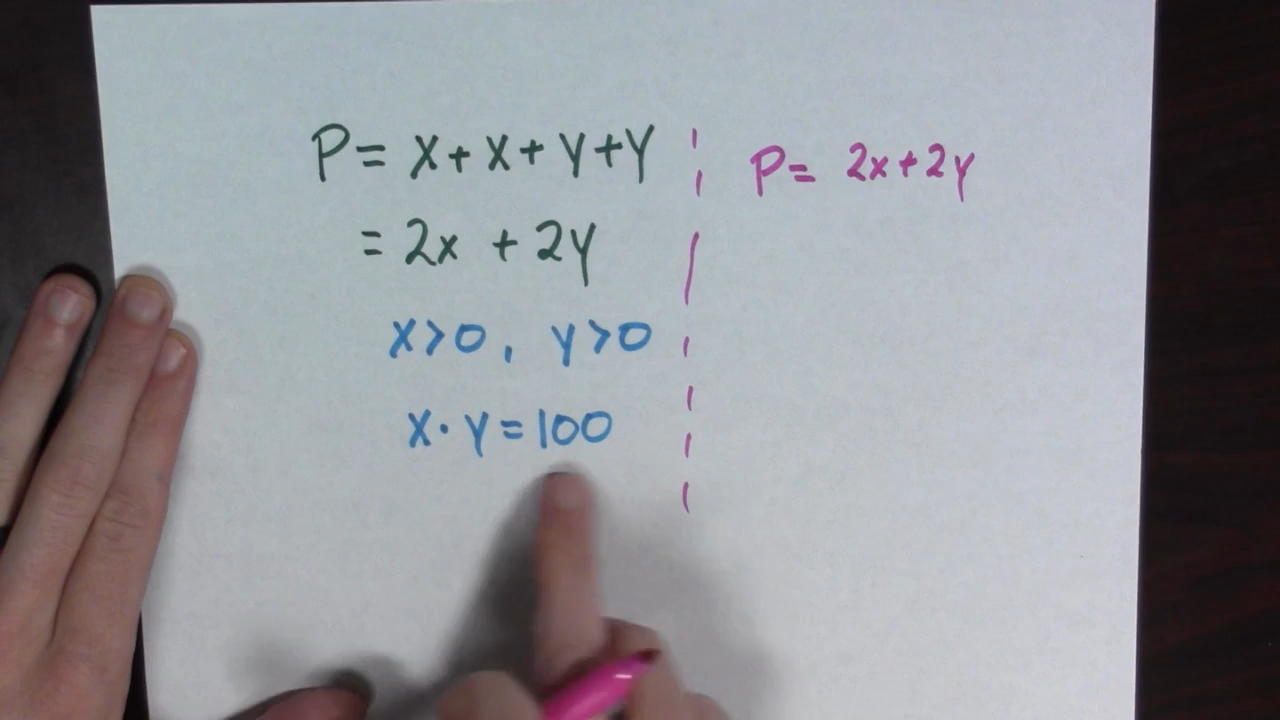 P = x + x + y + y
= 2x + 2y
x > 0, y > 0
x · y = 100
P = 2x + 2y